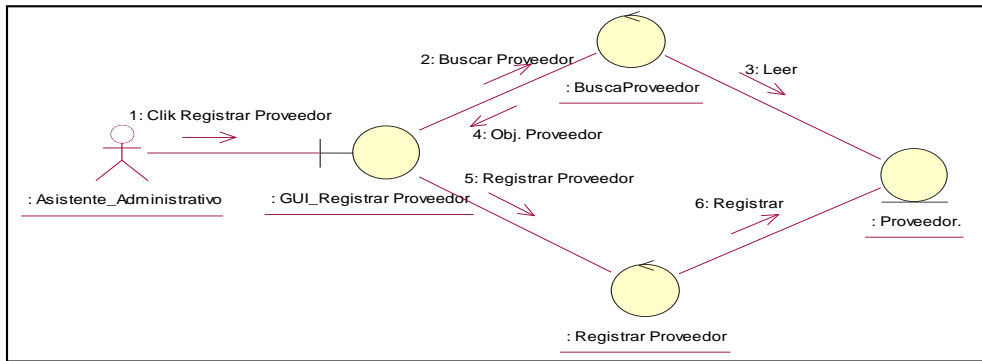 1: Clik Registrar Proveedor
: Asistente_Administrativo
: GUI_Registrar Proveedor
2: Buscar Proveedor
: BuscaProveedor
3: Leer
4: Obj. Proveedor
5: Registrar Proveedor
: Registrar Proveedor
6: Registrar
: Proveedor.